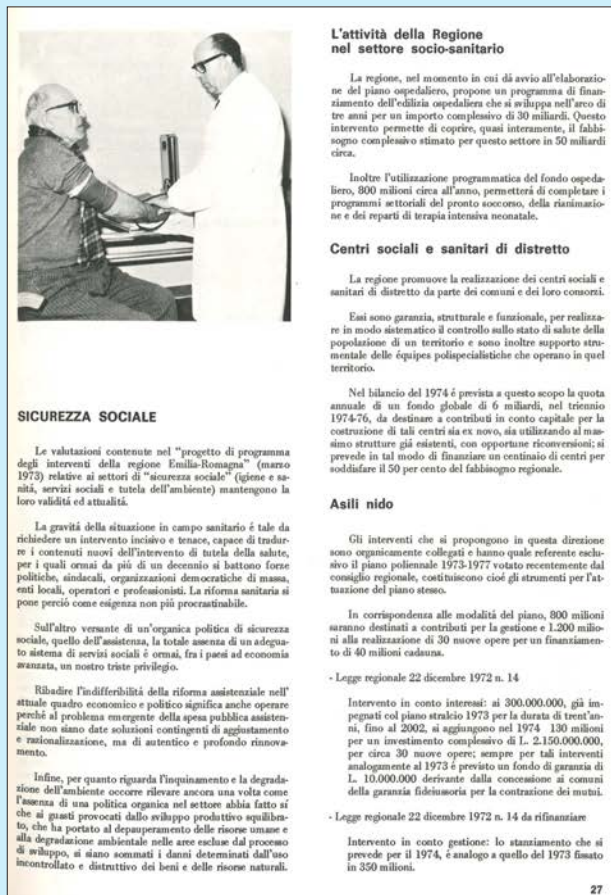 SICUREZZA SOCIALE
Le valutazioni contenute nel "progetto di programma
degli interventi della regione Emilia-Romagna" (marzo
1973) relative ai settori di "sicurezza sociale" (igiene e sa-
nitá, servizi sociali e tutela dell'ambiente) mantengono la
loro validitá ed attualitá.
La gravitá della situazione in campo sanitario é tale da
richiedere un intervento incisivo e tenace, capace di tradur-
re i contenuti nuovi dell'intervento di tutela della salute,
per i quali ormai da piú di un decennio si battono forze
politiche, sindacali, organizzazioni democratiche di massa,
enti locali, operatori e professionisti. La riforma sanitaria si
pone perció come esigenza non piú procrastinabile.
Sull'altro versante di un'organica politica di sicurezza
sociale, quello dell'assistenza, la totale assenza di un adegua-
to sistema di servizi sociali é ormai, fra i paesi ad economia
avanzata, un nostro triste privilegio.
Ribadire l'indifferibilitá della riforma assistenziale nell'
attuale quadro economico e politico significa anche operare
perché al problema emergente della spesa pubblica assisten-
ziale non siano date soluzioni contingenti di aggiustamento
e razionalizzazione, ma di autentico e profondo rinnova-
mento.
Infine, per quanto riguarda l'inquinamento e la degrada-
zione dell'ambiente occorre rilevare ancora una volta come
l'assenza di una politica organica nel settore abbia fatto sí
che ai guasti provocati dallo sviluppo produttivo squilibra-
to, che ha portato al depauperamento delle risorse umane e
alla degradazione ambientale nelle aree escluse dal processo
di sviluppo, si siano sommati i danni determinati dall'uso
incontrollato e distruttivo dei beni e delle risorse naturali.
L'attività della Regione
nel settore socio-sanitario
La regione, nel momento in cui dá avvio all'elaborazio-
ne del piano ospedaliero, propone un programma di finan-
ziamento dell'edilizia ospedaliera che si sviluppa nell'arco di
tre anni per un importo complessivo di 30 miliardi. Questo
intervento permette di coprire, quasi interamente, il fabbi-
sogno complessivo stimato per questo settore in 50 miliardi
circa.
Inoltre l'utilizzazione programmatica del fondo ospeda-
liero, 800 milioni circa all'anno, permetterá di completare i
programmi settoriali del pronto soccorso, della rianimazio-
ne e dei reparti di terapia intensiva neonatale.
Centri sociali e sanitari di distretto
La regione promuove la realizzazione dei centri sociali e
sanitari di distretto da parte dei comuni e dei loro consorzi.
Essi sono garanzia, strutturale e funzionale, per realizza-
re in modo sistematico il controllo sullo stato di salute della
popolazione di un territorio e sono inoltre supporto stru-
mentale delle équipes polispecialistiche che operano in quel
territorio.
Nel bilancio del 1974 é prevista a questo scopo la quota
annuale di un fondo globale di 6 miliardi, nel triennio
1974-76, da destinare a contributi in conto capitale per la
costruzione di tali centri sia ex novo, sia utilizzando al mas-
simo strutture giá esistenti, con opportune riconversioni; si
prevede in tal modo di finanziare un centinaio di centri per
soddisfare il 50 per cento del fabbisogno regionale.
Asili nido
Gli interventi che si propongono in questa direzione
sono organicamente collegati e hanno quale referente esclu-
sivo il piano poliennale 1973-1977 votato recentemente dal
consiglio regionale, costituiscono cioé gli strumenti per l'at-
tuazione del piano stesso.
In corrispondenza alle modalitá del piano, 800 milioni
saranno destinati a contributi per la gestione e 1.200 milio-
ni alla realizzazione di 30 nuove opere per un finanziamen-
to di 40 milioni cadauna.
- Legge regionale 22 dicembre 1972 n. 14
Intervento in conto interessi: ai 300.000.000, giá im-
pegnati col piano stralcio 1973 per la durata di trent'an-
ni, fino al 2002, si aggiungono nel 1974 130 milioni
per un investimento complessivo di L. 2.150.000.000,
per circa 30 nuove opere; sempre per tali interventi
analogamente al 1973 é previsto un fondo di garanzia di
L. 10.000.000 derivante dalla concessione ai comuni
della garanzia fideiussoria per la contrazione dei mutui.
- Legge regionale 22 dicembre 1972 n. 14 da rifinanziare
Intervento in conto gestione: lo stanziamento che si
prevede per il 1974, é analogo a quello del 1973 fissato
in 350 milioni.
27